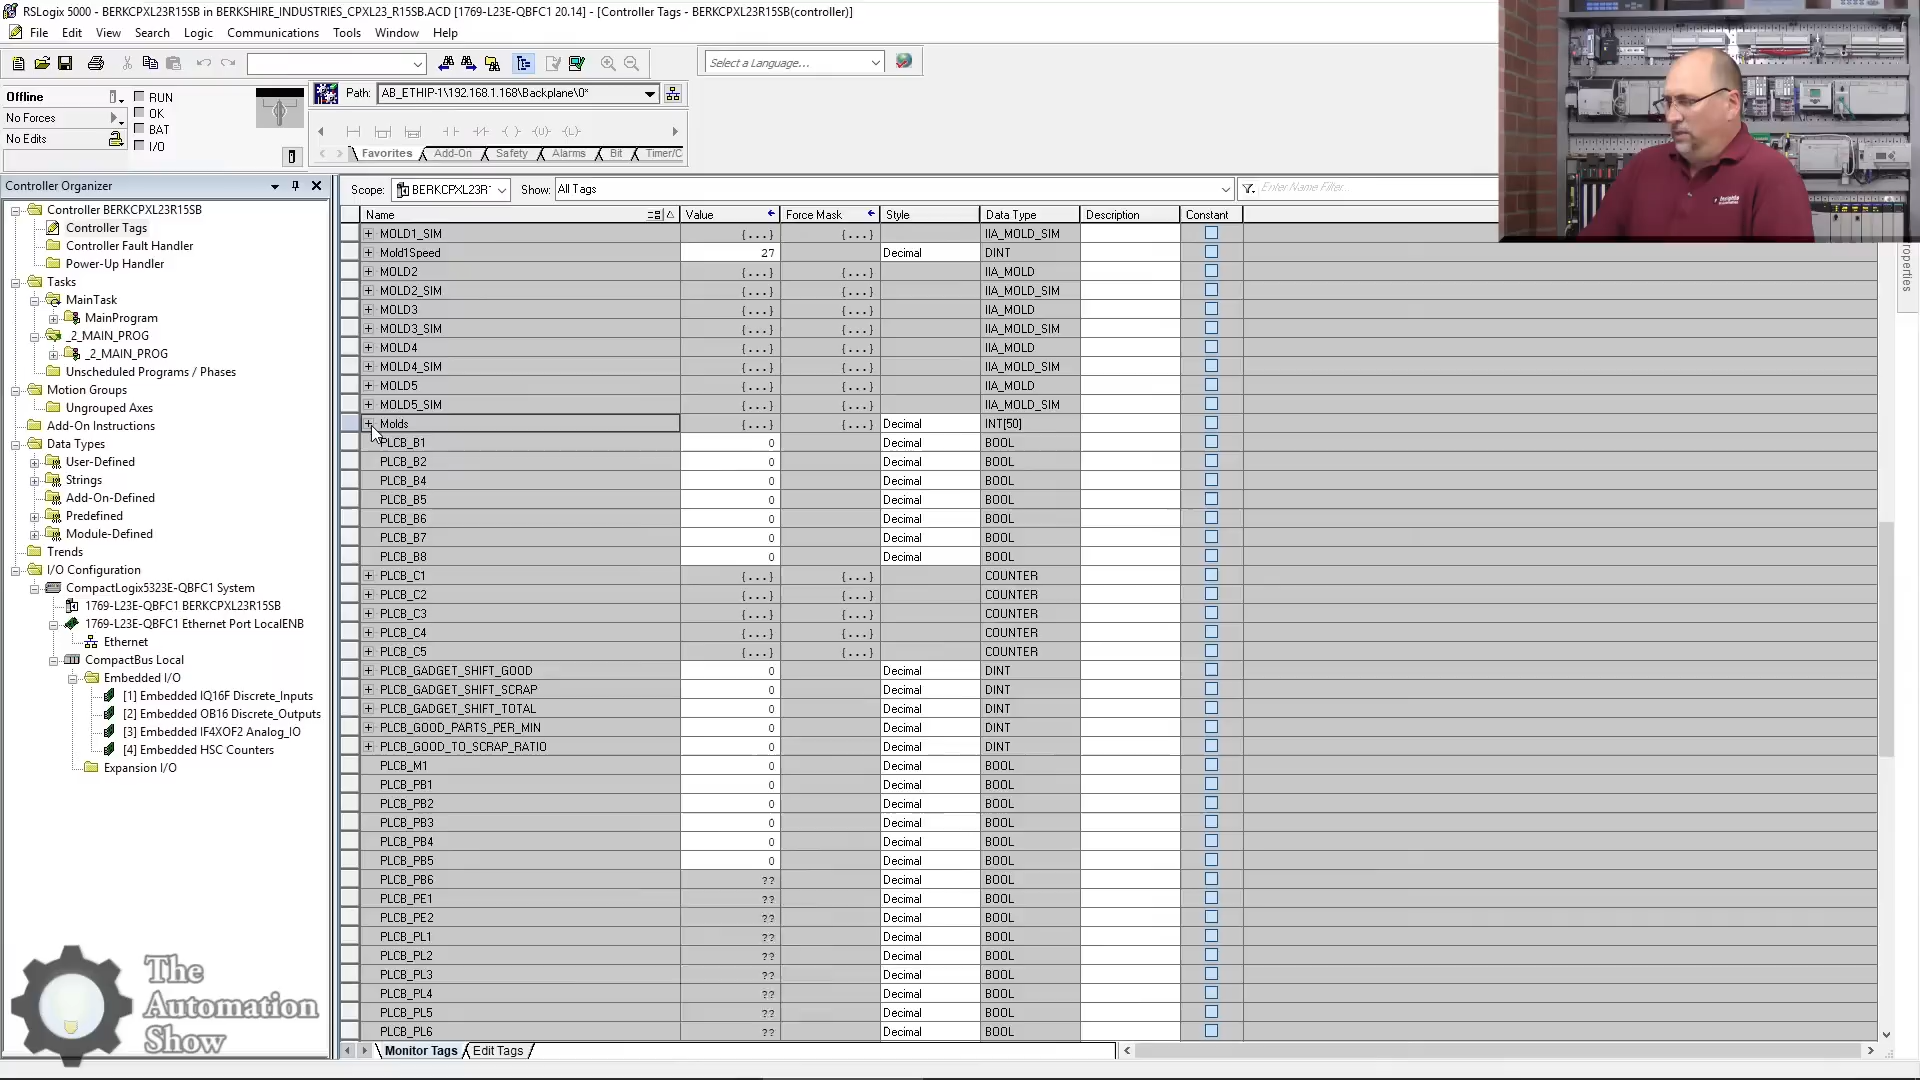 RSLogix 5000 - BERKCPXL23R15SB in BERKSHIRE_INDUSTRIES_CPXL23_R15SB.ACD [1769-L23E-QBFC1 20.14] - [Controller Tags - BERKCPXL23R15SB(controller)]
File Edit View Search Logic Communications Tools Window Help
Select a Language...
Offline RUN
No Forces OK
No Edits BAT
I/O
Path: AB_ETHIP-1\192.168.1.168\Backplane\0*
Favorites Add-On Safety Alarms Bit Timer/C
Controller Organizer
Controller BERKCPXL23R15SB
Controller Tags
Controller Fault Handler
Power-Up Handler
Tasks
MainTask
MainProgram
_2_MAIN_PROG
_2_MAIN_PROG
Unscheduled Programs / Phases
Motion Groups
Ungrouped Axes
Add-On Instructions
Data Types
User-Defined
Strings
Add-On-Defined
Predefined
Module-Defined
Trends
I/O Configuration
CompactLogix5323E-QBFC1 System
1769-L23E-QBFC1 BERKCPXL23R15SB
1769-L23E-QBFC1 Ethernet Port LocalENB
Ethernet
CompactBus Local
Embedded I/O
[1] Embedded IQ16F Discrete_Inputs
[2] Embedded OB16 Discrete_Outputs
[3] Embedded IF4XOF2 Analog_IO
[4] Embedded HSC Counters
Expansion I/O
Scope: BERKCPXL23R' Show: All Tags Enter Name Filter...
Name Value Force Mask Style Data Type Description Constant
MOLD1_SIM {...} {...} IIA_MOLD_SIM
Mold1Speed 27 Decimal DINT
MOLD2 {...} {...} IIA_MOLD
MOLD2_SIM {...} {...} IIA_MOLD_SIM
MOLD3 {...} {...} IIA_MOLD
MOLD3_SIM {...} {...} IIA_MOLD_SIM
MOLD4 {...} {...} IIA_MOLD
MOLD4_SIM {...} {...} IIA_MOLD_SIM
MOLD5 {...} {...} IIA_MOLD
MOLD5_SIM {...} {...} IIA_MOLD_SIM
Molds {...} {...} Decimal INT[50]
PLCB_B1 0 Decimal BOOL
PLCB_B2 0 Decimal BOOL
PLCB_B4 0 Decimal BOOL
PLCB_B5 0 Decimal BOOL
PLCB_B6 0 Decimal BOOL
PLCB_B7 0 Decimal BOOL
PLCB_B8 0 Decimal BOOL
PLCB_C1 {...} {...} COUNTER
PLCB_C2 {...} {...} COUNTER
PLCB_C3 {...} {...} COUNTER
PLCB_C4 {...} {...} COUNTER
PLCB_C5 {...} {...} COUNTER
PLCB_GADGET_SHIFT_GOOD 0 Decimal DINT
PLCB_GADGET_SHIFT_SCRAP 0 Decimal DINT
PLCB_GADGET_SHIFT_TOTAL 0 Decimal DINT
PLCB_GOOD_PARTS_PER_MIN 0 Decimal DINT
PLCB_GOOD_TO_SCRAP_RATIO 0 Decimal DINT
PLCB_M1 0 Decimal BOOL
PLCB_PB1 0 Decimal BOOL
PLCB_PB2 0 Decimal BOOL
PLCB_PB3 0 Decimal BOOL
PLCB_PB4 0 Decimal BOOL
PLCB_PB5 0 Decimal BOOL
PLCB_PB6 ?? Decimal BOOL
PLCB_PE1 ?? Decimal BOOL
PLCB_PE2 ?? Decimal BOOL
PLCB_PL1 ?? Decimal BOOL
PLCB_PL2 ?? Decimal BOOL
PLCB_PL3 ?? Decimal BOOL
PLCB_PL4 ?? Decimal BOOL
PLCB_PL5 ?? Decimal BOOL
PLCB_PL6 ?? Decimal BOOL
Monitor Tags Edit Tags
The
Automation
Show